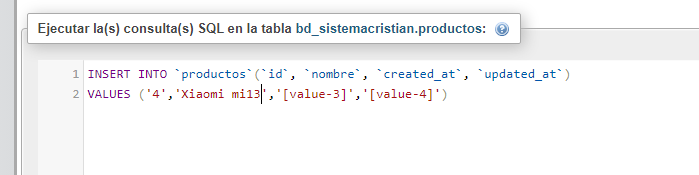 Ejecutar la(s) consulta(s) SQL en la tabla bd_sistemacristian.productos:
1 INSERT INTO `productos`(`id`, `nombre`, `created_at`, `updated_at`)
2 VALUES ('4','Xiaomi mi13','[value-3]','[value-4]')